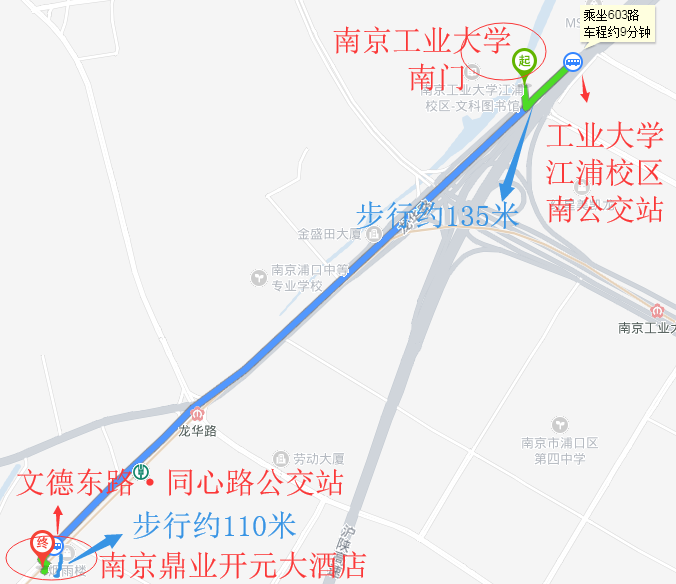 乘坐603路
车程约9分钟
南京工业大学
南门
起
南京工业大学江浦
校区-文科图书馆
工业大学
江浦校区
南公交站
步行约135米
金盛田大厦
南京浦口中等
专业学校
南京工业大
龙华路
南京市浦口区
第四中学
劳动大厦
文德东路·同心路公交站
沪陕高速
步行约110米
终
雨楼
南京鼎业开元大酒店